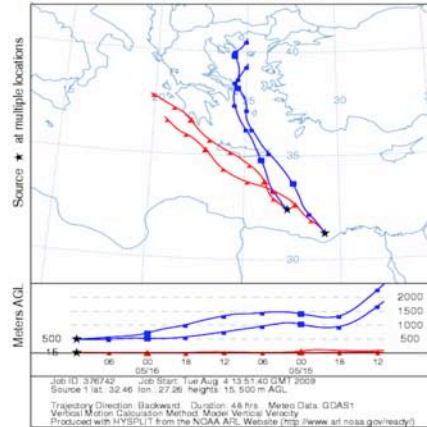 Source ★ at multiple locations
40
35
30
30
20
Meters AGL
2000
1500
1000
500
500
15
06 00 18 12 06 00 18 12
05/16 05/15
Job ID: 376742 Job Start: Tue Aug 4 13:51:40 GMT 2009
Source 1 lat.: 32.46 lon.: 27.26 heights: 15, 500 m AGL
Trajectory Direction: Backward Duration: 48 hrs Meteo Data: GDAS1
Vertical Motion Calculation Method: Model Vertical Velocity
Produced with HYSPLIT from the NOAA ARL Website (http://www.arl.noaa.gov/ready/)